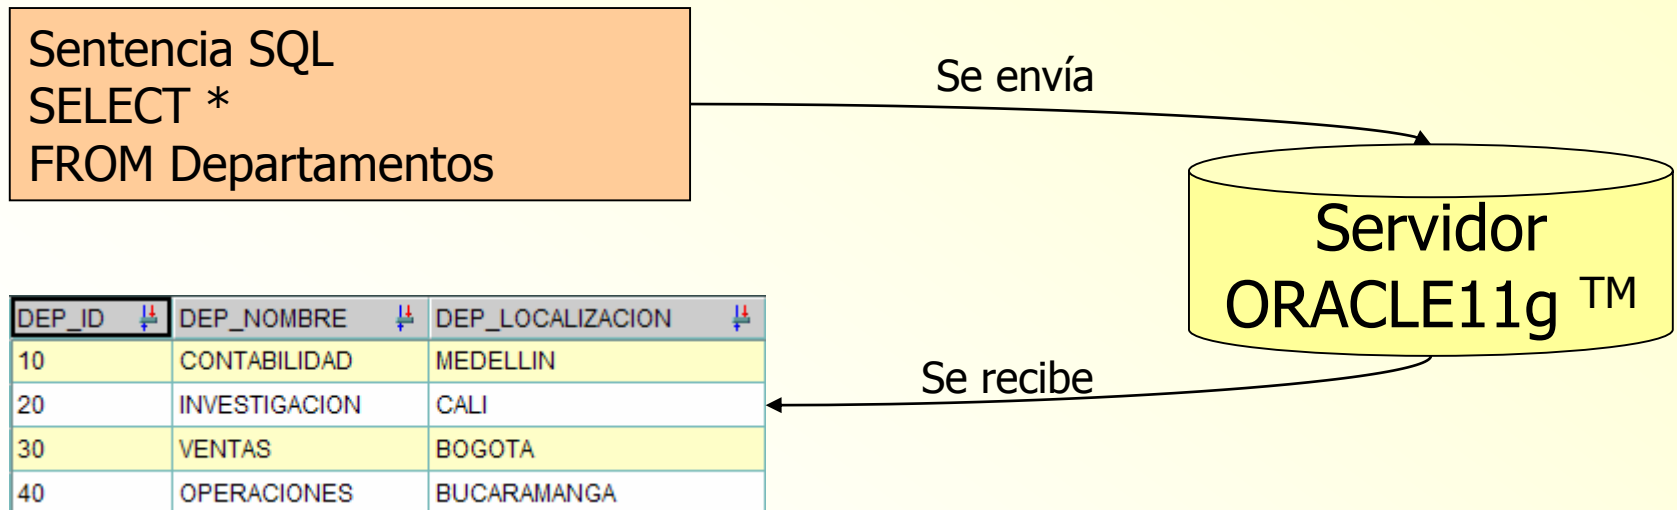 Sentencia SQL
SELECT *
FROM Departamentos
Se envía
Servidor
ORACLE11g TM
Se recibe
DEP_ID DEP_NOMBRE DEP_LOCALIZACION
10 CONTABILIDAD MEDELLIN
20 INVESTIGACION CALI
30 VENTAS BOGOTA
40 OPERACIONES BUCARAMANGA